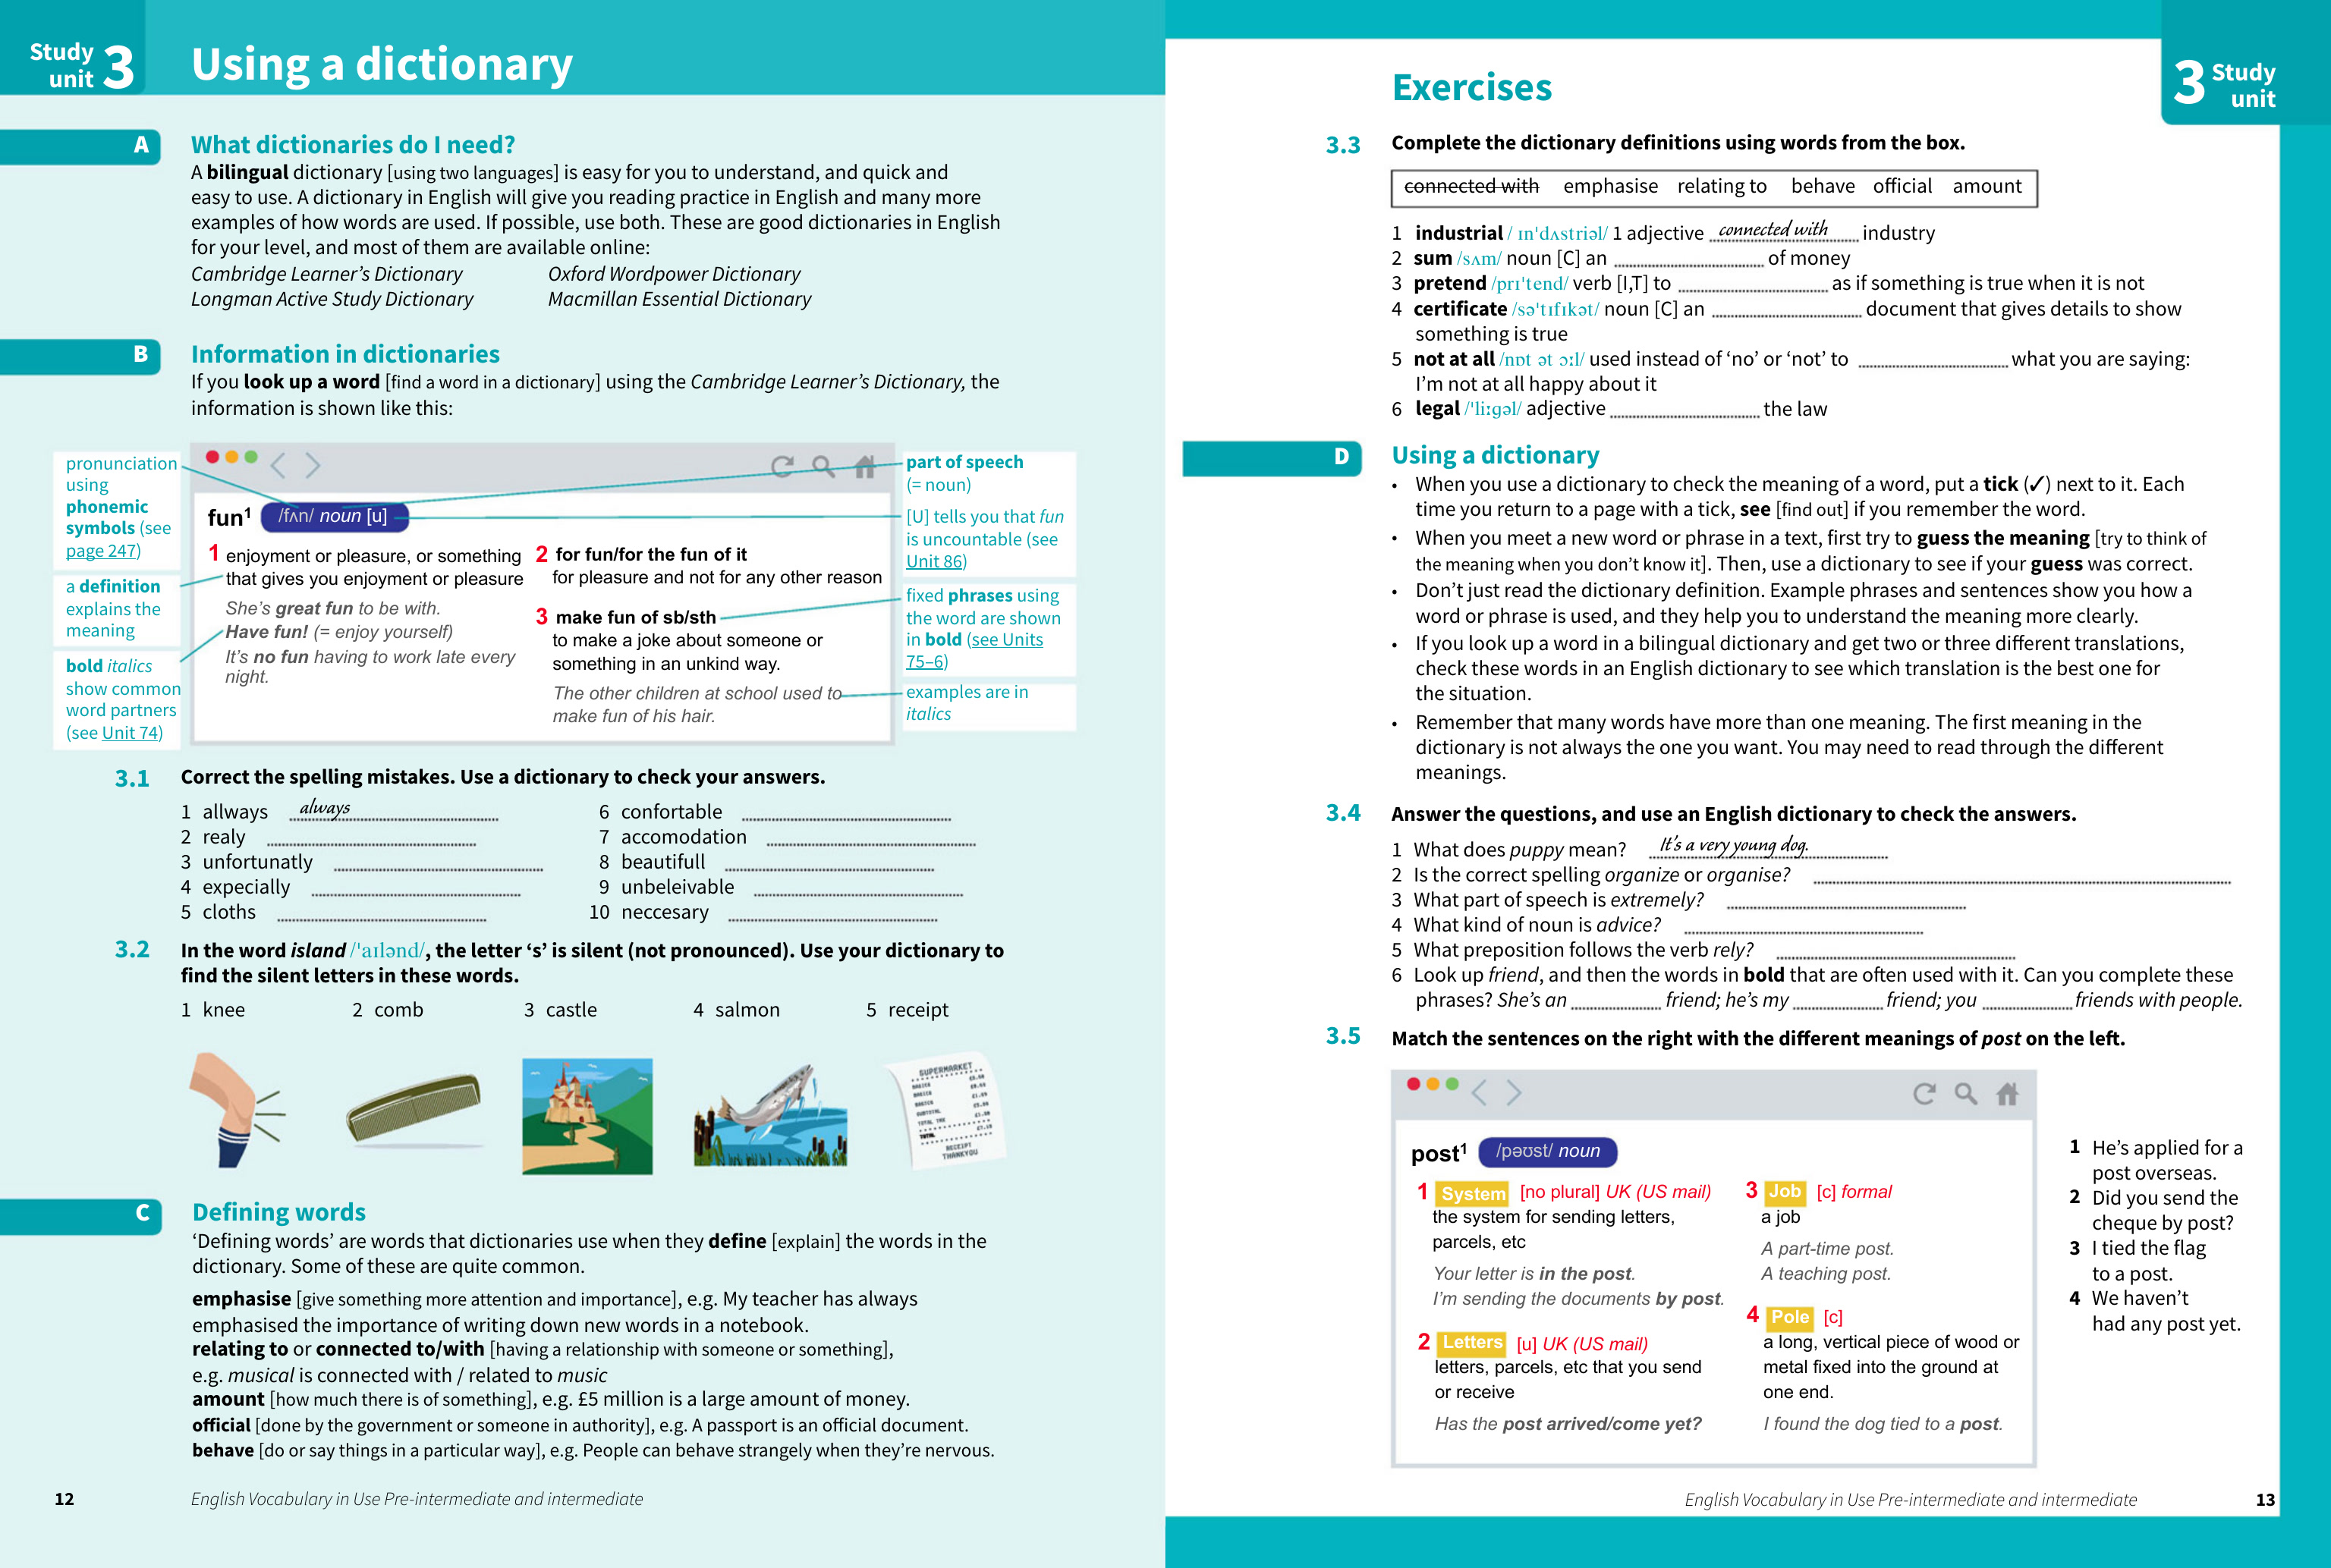 Study
unit 3
Using a dictionary
A
What dictionaries do I need?
A bilingual dictionary [using two languages] is easy for you to understand, and quick and
easy to use. A dictionary in English will give you reading practice in English and many more
examples of how words are used. If possible, use both. These are good dictionaries in English
for your level, and most of them are available online:
Cambridge Learner's Dictionary Oxford Wordpower Dictionary
Longman Active Study Dictionary Macmillan Essential Dictionary
B
Information in dictionaries
If you look up a word [find a word in a dictionary] using the Cambridge Learner's Dictionary, the
information is shown like this:
pronunciation
using
phonemic
symbols (see
page 247)
a definition
explains the
meaning
bold italics
show common
word partners
(see Unit 74)
fun¹ /fʌn/ noun [u]
1 enjoyment or pleasure, or something
that gives you enjoyment or pleasure
She's great fun to be with.
Have fun! (= enjoy yourself)
It's no fun having to work late every
night.
2 for fun/for the fun of it
for pleasure and not for any other reason
3 make fun of sb/sth
to make a joke about someone or
something in an unkind way.
The other children at school used to
make fun of his hair.
part of speech
(= noun)
[U] tells you that fun
is uncountable (see
Unit 86)
fixed phrases using
the word are shown
in bold (see Units
75–6)
examples are in
italics
3.1 Correct the spelling mistakes. Use a dictionary to check your answers.
1 allways always
2 realy
3 unfortunatly
4 expecially
5 cloths
6 confortable
7 accomodation
8 beautifull
9 unbeleivable
10 neccesary
3.2 In the word island /ˈaɪlənd/, the letter ‘s’ is silent (not pronounced). Use your dictionary to
find the silent letters in these words.
1 knee 2 comb 3 castle 4 salmon 5 receipt
SUPERMARKET
TOTAL
RECEIPT
THANKYOU
C
Defining words
‘Defining words’ are words that dictionaries use when they define [explain] the words in the
dictionary. Some of these are quite common.
emphasise [give something more attention and importance], e.g. My teacher has always
emphasised the importance of writing down new words in a notebook.
relating to or connected to/with [having a relationship with someone or something],
e.g. musical is connected with / related to music
amount [how much there is of something], e.g. £5 million is a large amount of money.
official [done by the government or someone in authority], e.g. A passport is an official document.
behave [do or say things in a particular way], e.g. People can behave strangely when they're nervous.
12 English Vocabulary in Use Pre-intermediate and intermediate
3 Study
unit
Exercises
3.3 Complete the dictionary definitions using words from the box.
connected with emphasise relating to behave official amount
1 industrial / ɪnˈdʌstriəl/ 1 adjective connected with industry
2 sum /sʌm/ noun [C] an of money
3 pretend /prɪˈtend/ verb [I,T] to as if something is true when it is not
4 certificate /səˈtɪfɪkət/ noun [C] an document that gives details to show
something is true
5 not at all /nɒt ət ɔːl/ used instead of ‘no’ or ‘not’ to what you are saying:
I'm not at all happy about it
6 legal /ˈliːɡəl/ adjective the law
D
Using a dictionary
• When you use a dictionary to check the meaning of a word, put a tick (✓) next to it. Each
time you return to a page with a tick, see [find out] if you remember the word.
• When you meet a new word or phrase in a text, first try to guess the meaning [try to think of
the meaning when you don't know it]. Then, use a dictionary to see if your guess was correct.
• Don't just read the dictionary definition. Example phrases and sentences show you how a
word or phrase is used, and they help you to understand the meaning more clearly.
• If you look up a word in a bilingual dictionary and get two or three different translations,
check these words in an English dictionary to see which translation is the best one for
the situation.
• Remember that many words have more than one meaning. The first meaning in the
dictionary is not always the one you want. You may need to read through the different
meanings.
3.4 Answer the questions, and use an English dictionary to check the answers.
1 What does puppy mean? It's a very young dog.
2 Is the correct spelling organize or organise?
3 What part of speech is extremely?
4 What kind of noun is advice?
5 What preposition follows the verb rely?
6 Look up friend, and then the words in bold that are often used with it. Can you complete these
phrases? She's an friend; he's my friend; you friends with people.
3.5 Match the sentences on the right with the different meanings of post on the left.
post¹ /pəʊst/ noun
1 System [no plural] UK (US mail)
the system for sending letters,
parcels, etc
Your letter is in the post.
I'm sending the documents by post.
2 Letters [u] UK (US mail)
letters, parcels, etc that you send
or receive
Has the post arrived/come yet?
3 Job [c] formal
a job
A part-time post.
A teaching post.
4 Pole [c]
a long, vertical piece of wood or
metal fixed into the ground at
one end.
I found the dog tied to a post.
1 He's applied for a
post overseas.
2 Did you send the
cheque by post?
3 I tied the flag
to a post.
4 We haven't
had any post yet.
English Vocabulary in Use Pre-intermediate and intermediate 13